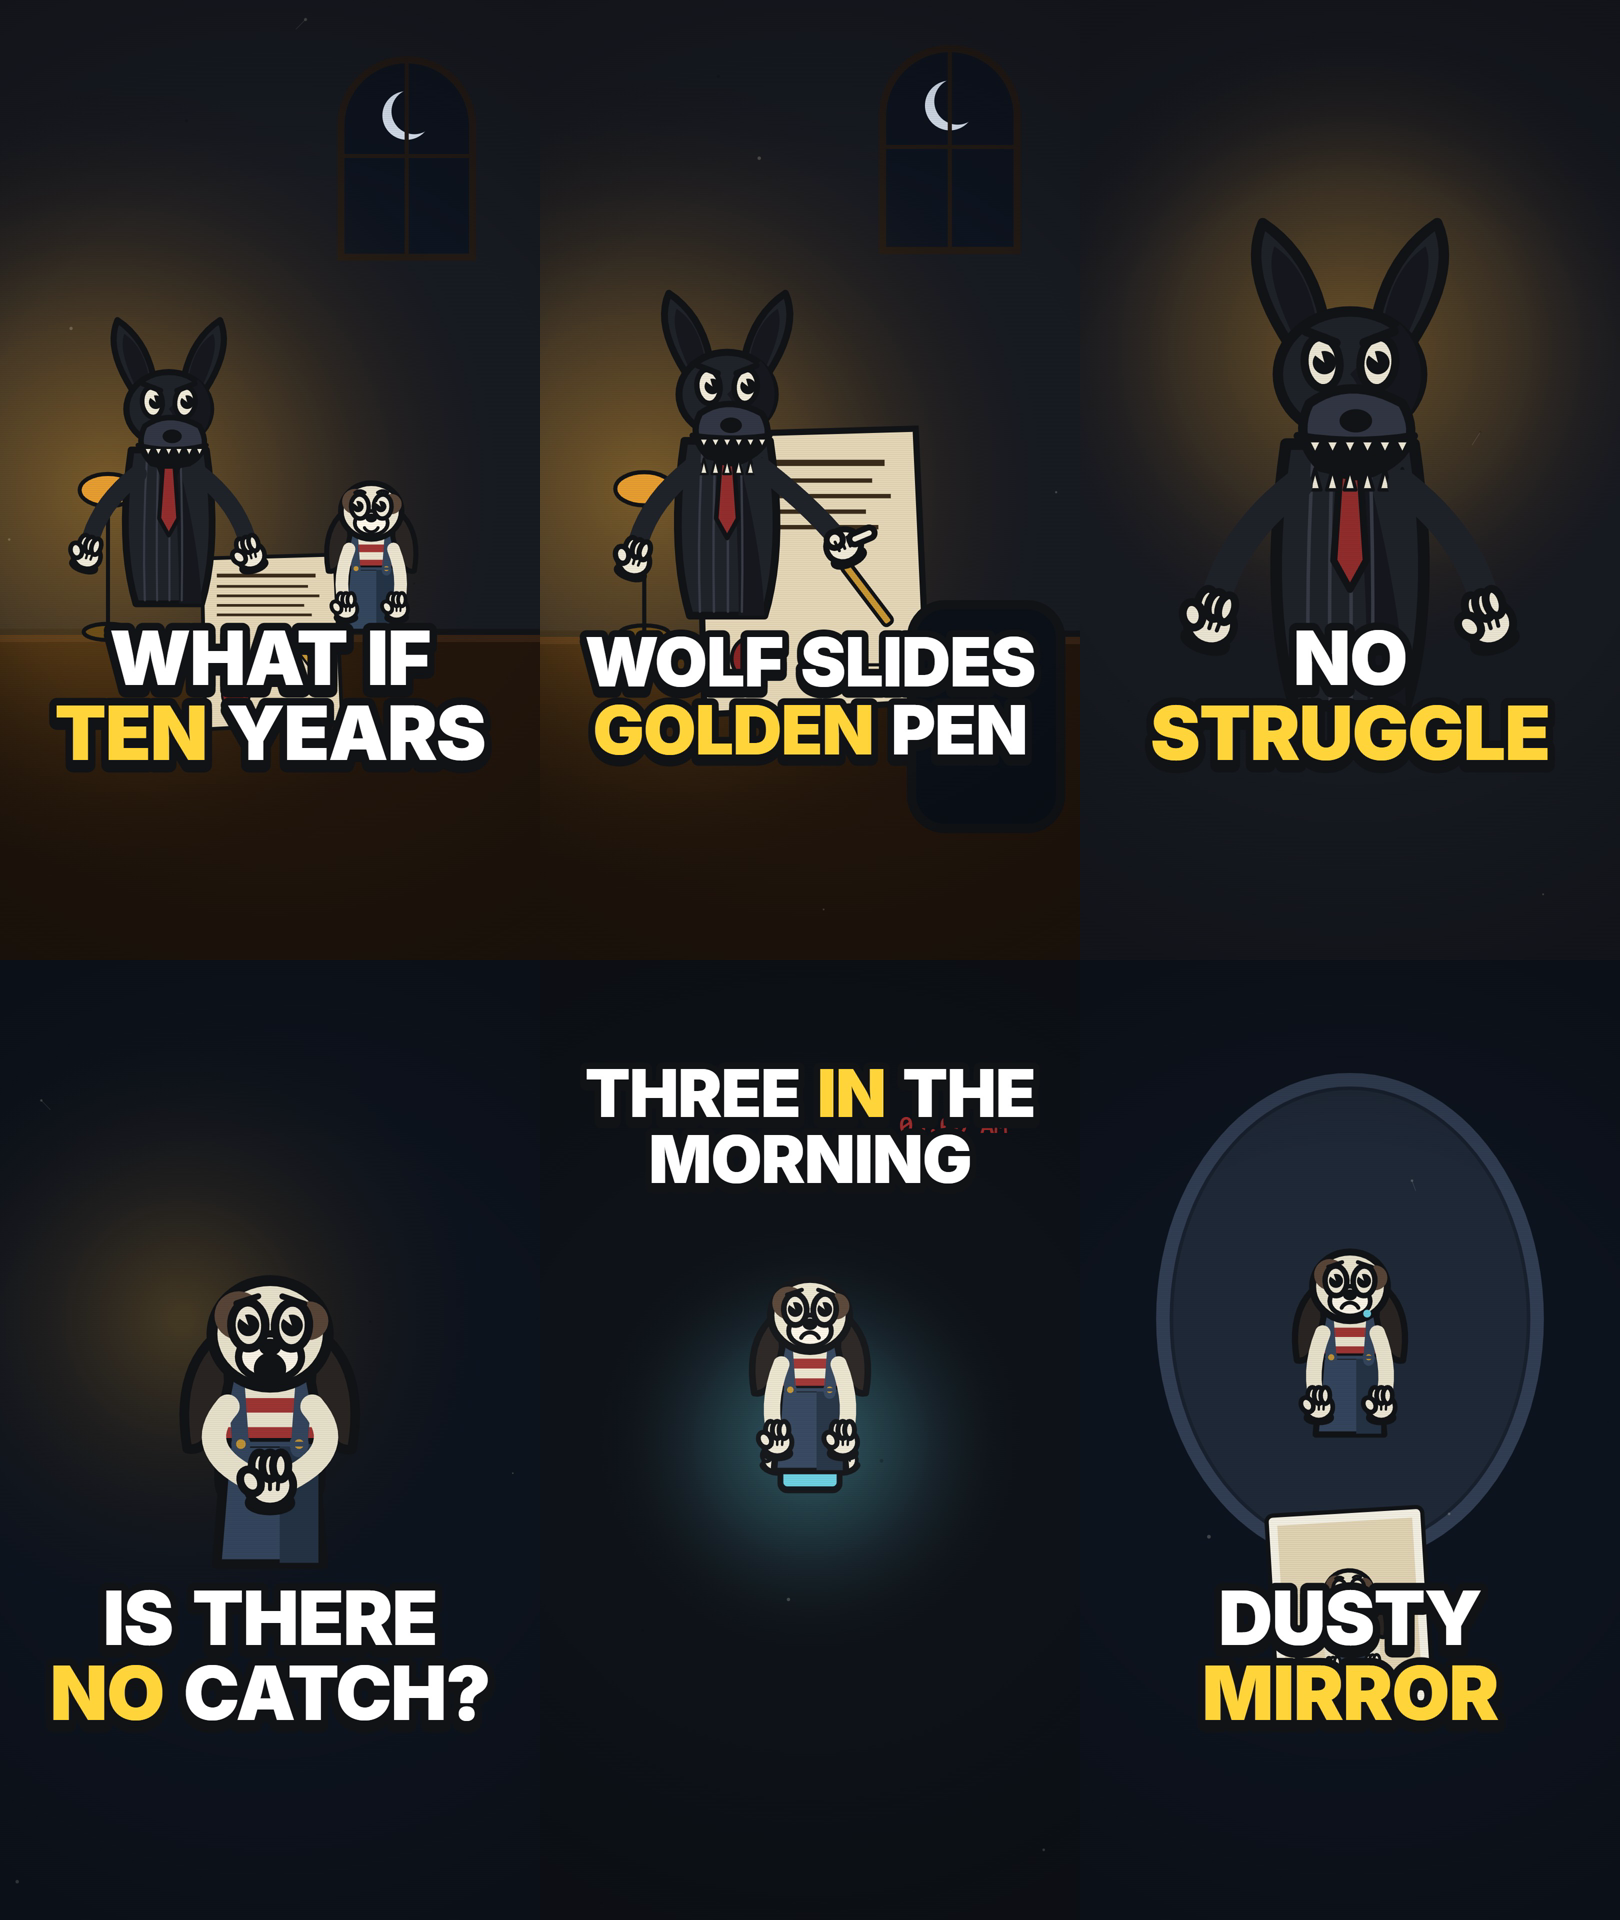 WHAT IF
TEN YEARS
WOLF SLIDES
GOLDEN PEN
NO
STRUGGLE
IS THERE
NO CATCH?
THREE IN THE
MORNING
DUSTY
MIRROR